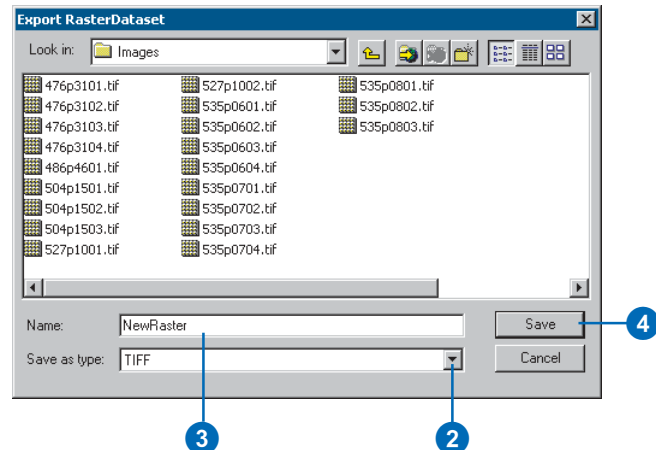 Export RasterDataset
Look in: Images
476p3101.tif 527p1002.tif 535p0801.tif
476p3102.tif 535p0601.tif 535p0802.tif
476p3103.tif 535p0602.tif 535p0803.tif
476p3104.tif 535p0603.tif
486p4601.tif 535p0604.tif
504p1501.tif 535p0701.tif
504p1502.tif 535p0702.tif
504p1503.tif 535p0703.tif
527p1001.tif 535p0704.tif
Name: NewRaster Save 4
Save as type: TIFF Cancel
3 2